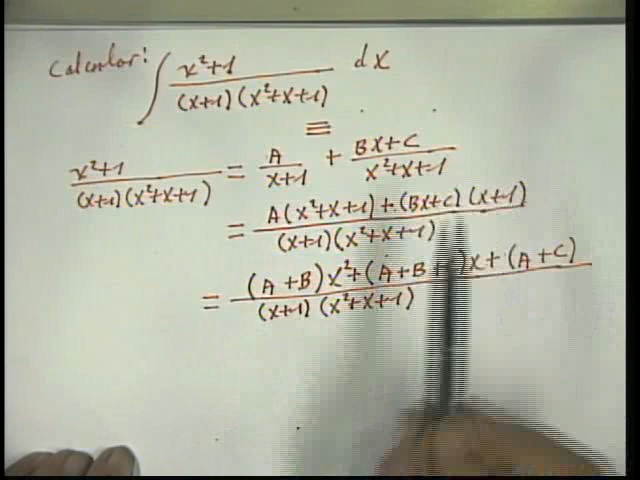 Calcular: ∫ x²+1 / (x+1)(x²+x+1) dx
≡
x²+1 / (x+1)(x²+x+1) = A / x+1 + Bx+C / x²+x+1
= A(x²+x+1)+(Bx+C)(x+1) / (x+1)(x²+x+1)
= (A+B)x²+(A+B+ )x+(A+C) / (x+1)(x²+x+1)